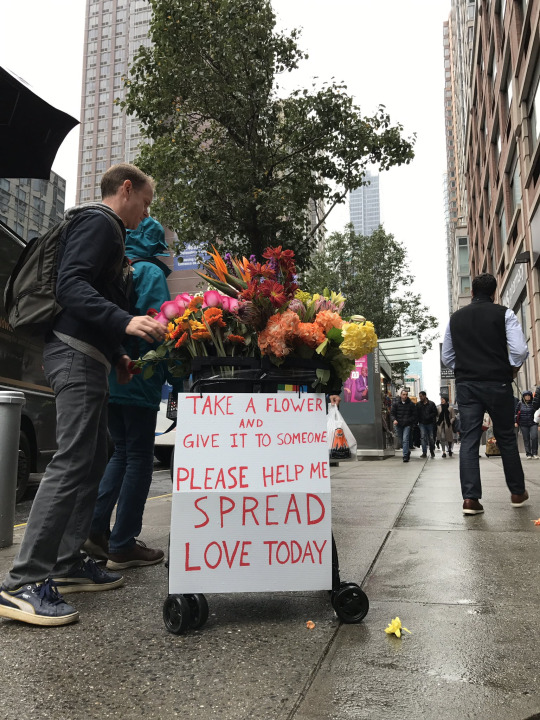 TAKE A FLOWER
AND
GIVE IT TO SOMEONE
PLEASE HELP ME
SPREAD
LOVE TODAY